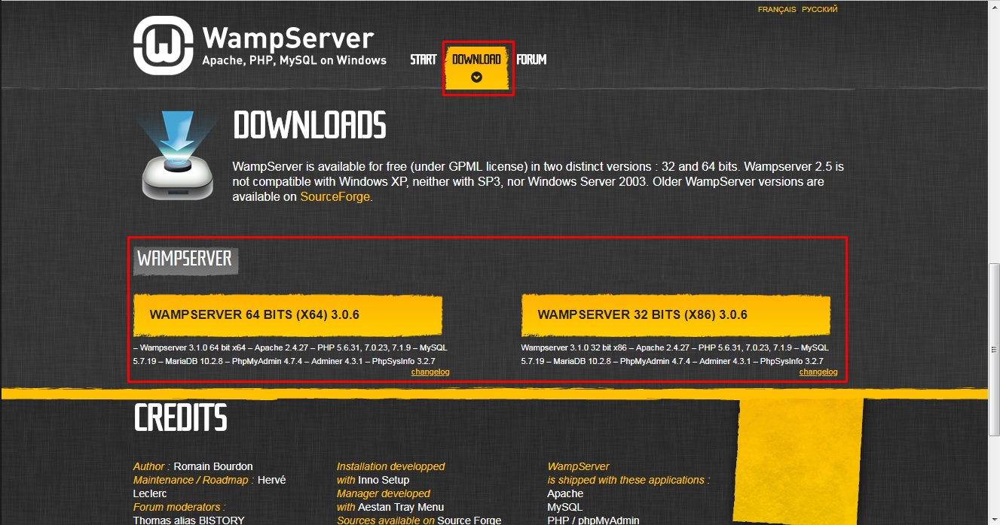 FRANÇAIS РУССКИЙ
WampServer
Apache, PHP, MySQL on Windows
START DOWNLOAD FORUM
DOWNLOADS
WampServer is available for free (under GPML license) in two distinct versions : 32 and 64 bits. Wampserver 2.5 is
not compatible with Windows XP, neither with SP3, nor Windows Server 2003. Older WampServer versions are
available on SourceForge.
WAMPSERVER
WAMPSERVER 64 BITS (X64) 3.0.6
– Wampserver 3.1.0 64 bit x64 – Apache 2.4.27 – PHP 5.6.31, 7.0.23, 7.1.9 – MySQL
5.7.19 – MariaDB 10.2.8 – PhpMyAdmin 4.7.4 – Adminer 4.3.1 – PhpSysInfo 3.2.7
changelog
WAMPSERVER 32 BITS (X86) 3.0.6
Wampserver 3.1.0 32 bit x86 – Apache 2.4.27 – PHP 5.6.31, 7.0.23, 7.1.9 – MySQL
5.7.19 – MariaDB 10.2.8 – PhpMyAdmin 4.7.4 – Adminer 4.3.1 – PhpSysInfo 3.2.7
changelog
CREDITS
Author : Romain Bourdon
Maintenance / Roadmap : Hervé
Leclerc
Forum moderators :
Thomas alias BISTORY
Installation developped
with Inno Setup
Manager developed
with Aestan Tray Menu
Sources available on Source Forge
WampServer
is shipped with these applications :
Apache
MySQL
PHP / phpMyAdmin